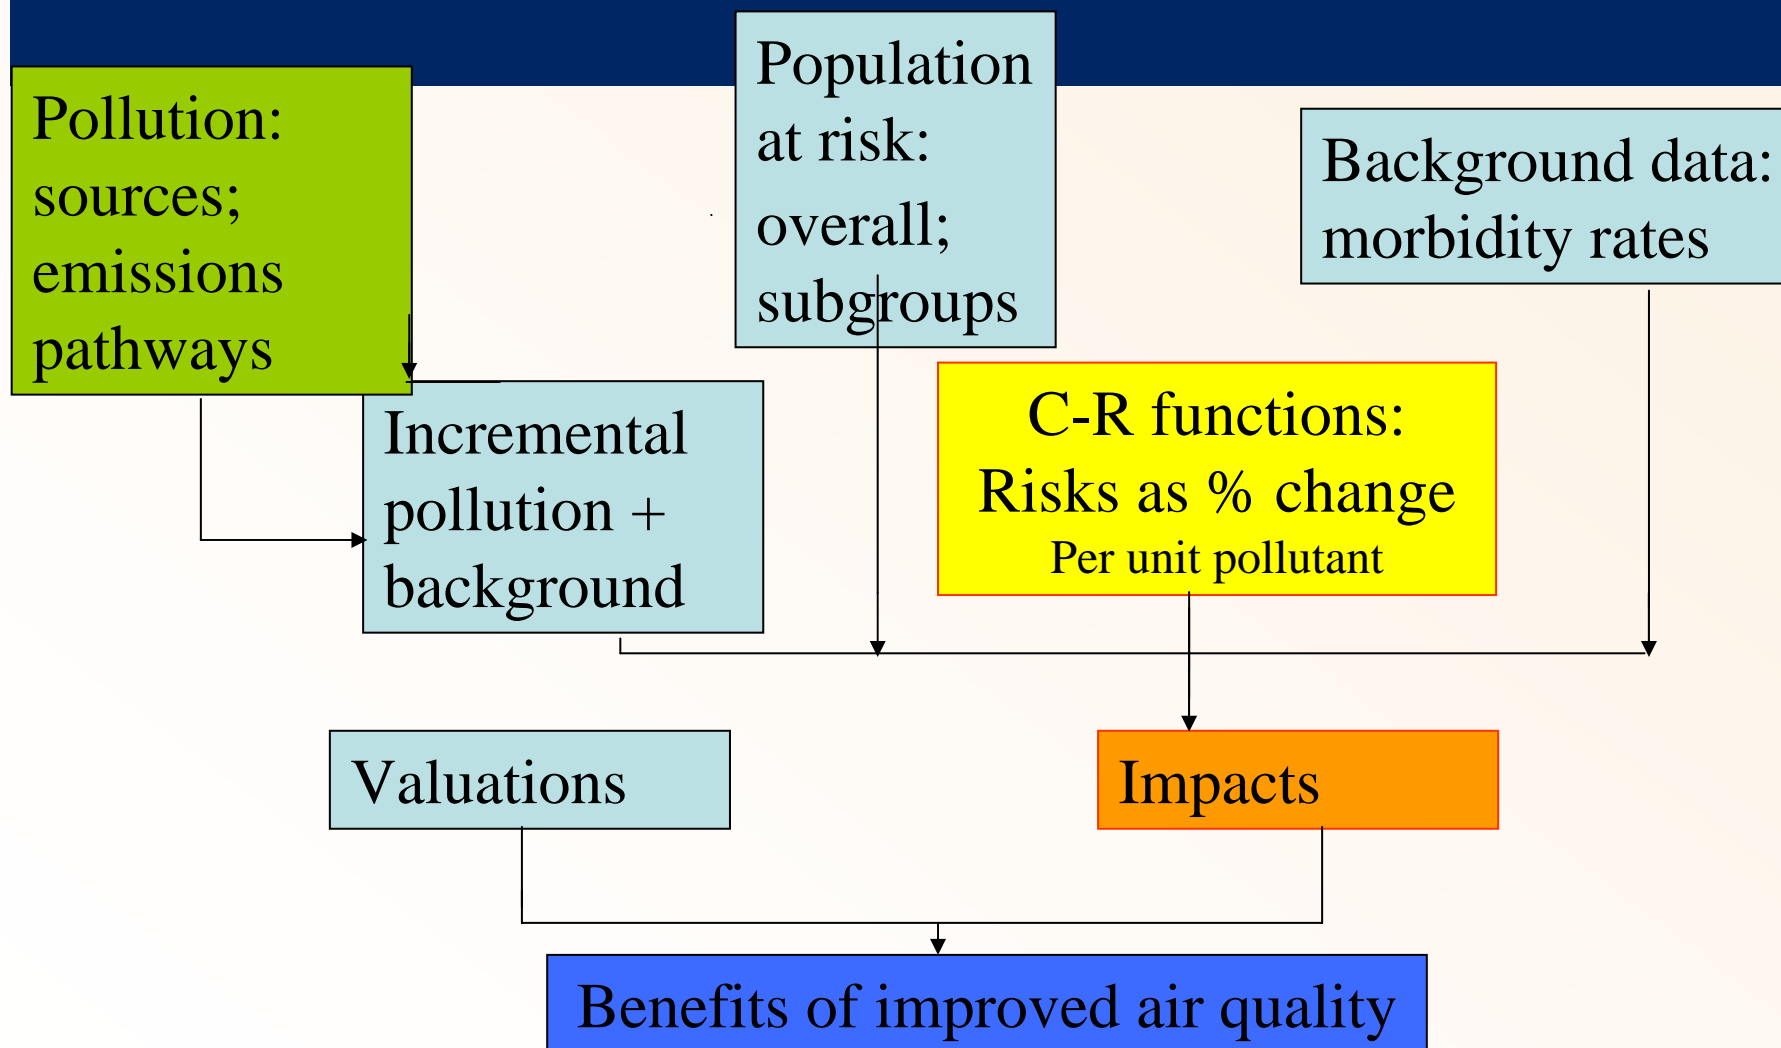 Pollution:
sources;
emissions
pathways
Population
at risk:
overall;
subgroups
Background data:
morbidity rates
Incremental
pollution +
background
C-R functions:
Risks as % change
Per unit pollutant
Valuations
Impacts
Benefits of improved air quality